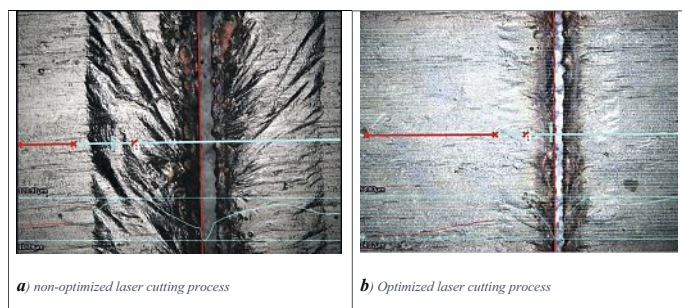 a) non-optimized laser cutting process
b) Optimized laser cutting process